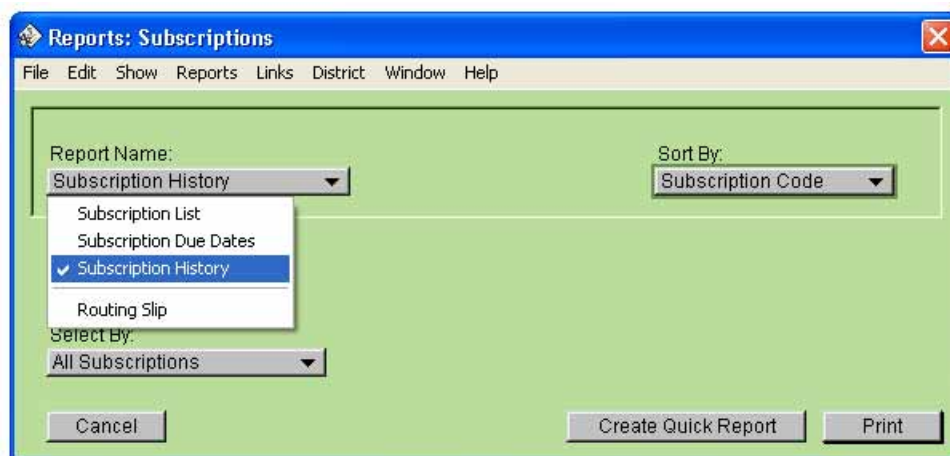 Reports: Subscriptions
File Edit Show Reports Links District Window Help
Report Name: Sort By:
Subscription History Subscription Code
Subscription List
Subscription Due Dates
Subscription History
Routing Slip
Select By:
All Subscriptions
Cancel Create Quick Report Print